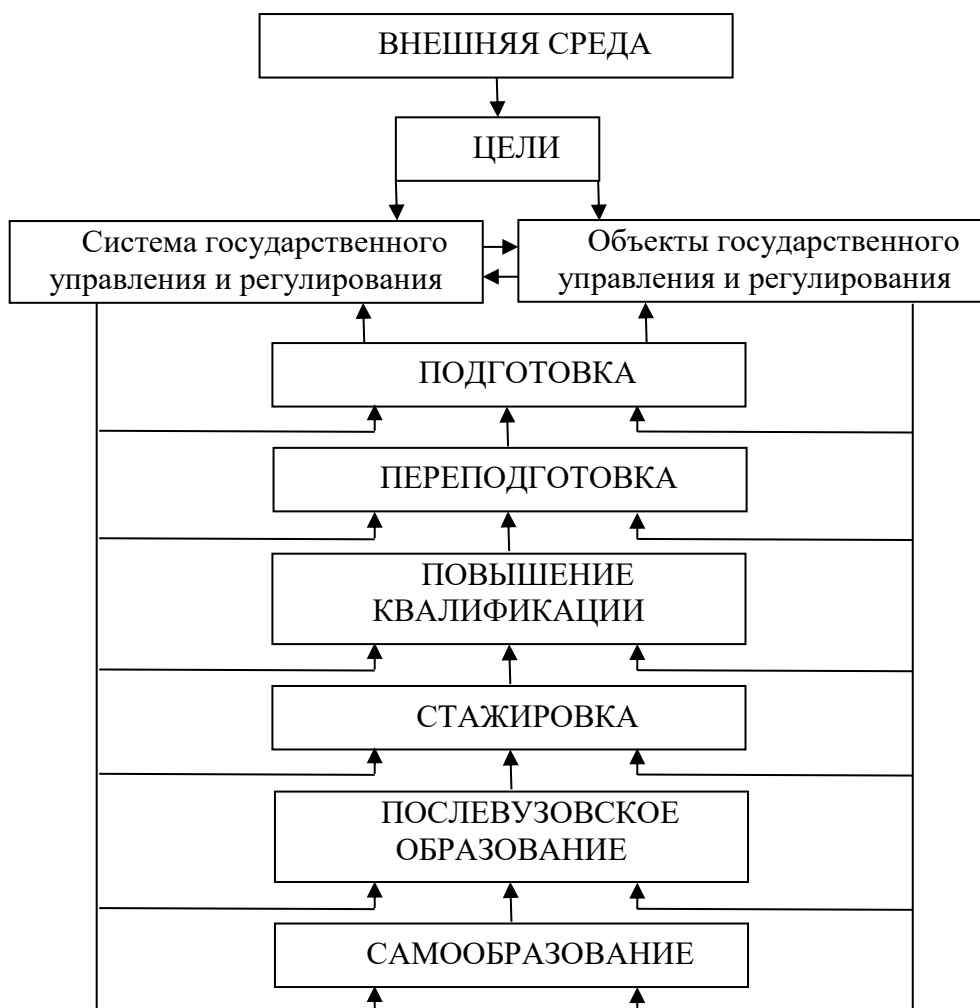 ВНЕШНЯЯ СРЕДА
ЦЕЛИ
Система государственного
управления и регулирования
Объекты государственного
управления и регулирования
ПОДГОТОВКА
ПЕРЕПОДГОТОВКА
ПОВЫШЕНИЕ
КВАЛИФИКАЦИИ
СТАЖИРОВКА
ПОСЛЕВУЗОВСКОЕ
ОБРАЗОВАНИЕ
САМООБРАЗОВАНИЕ